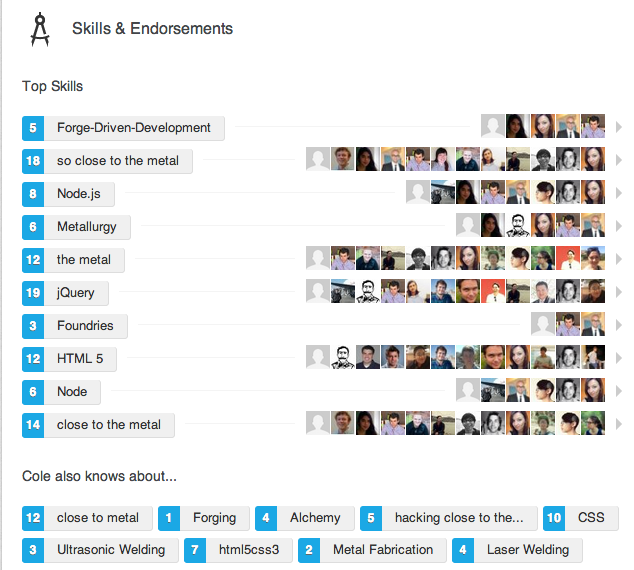 Skills & Endorsements
Top Skills
5 Forge-Driven-Development
18 so close to the metal
8 Node.js
6 Metallurgy
12 the metal
19 jQuery
3 Foundries
12 HTML 5
6 Node
14 close to the metal
Cole also knows about...
12 close to metal 1 Forging 4 Alchemy 5 hacking close to the... 10 CSS
3 Ultrasonic Welding 7 html5css3 2 Metal Fabrication 4 Laser Welding